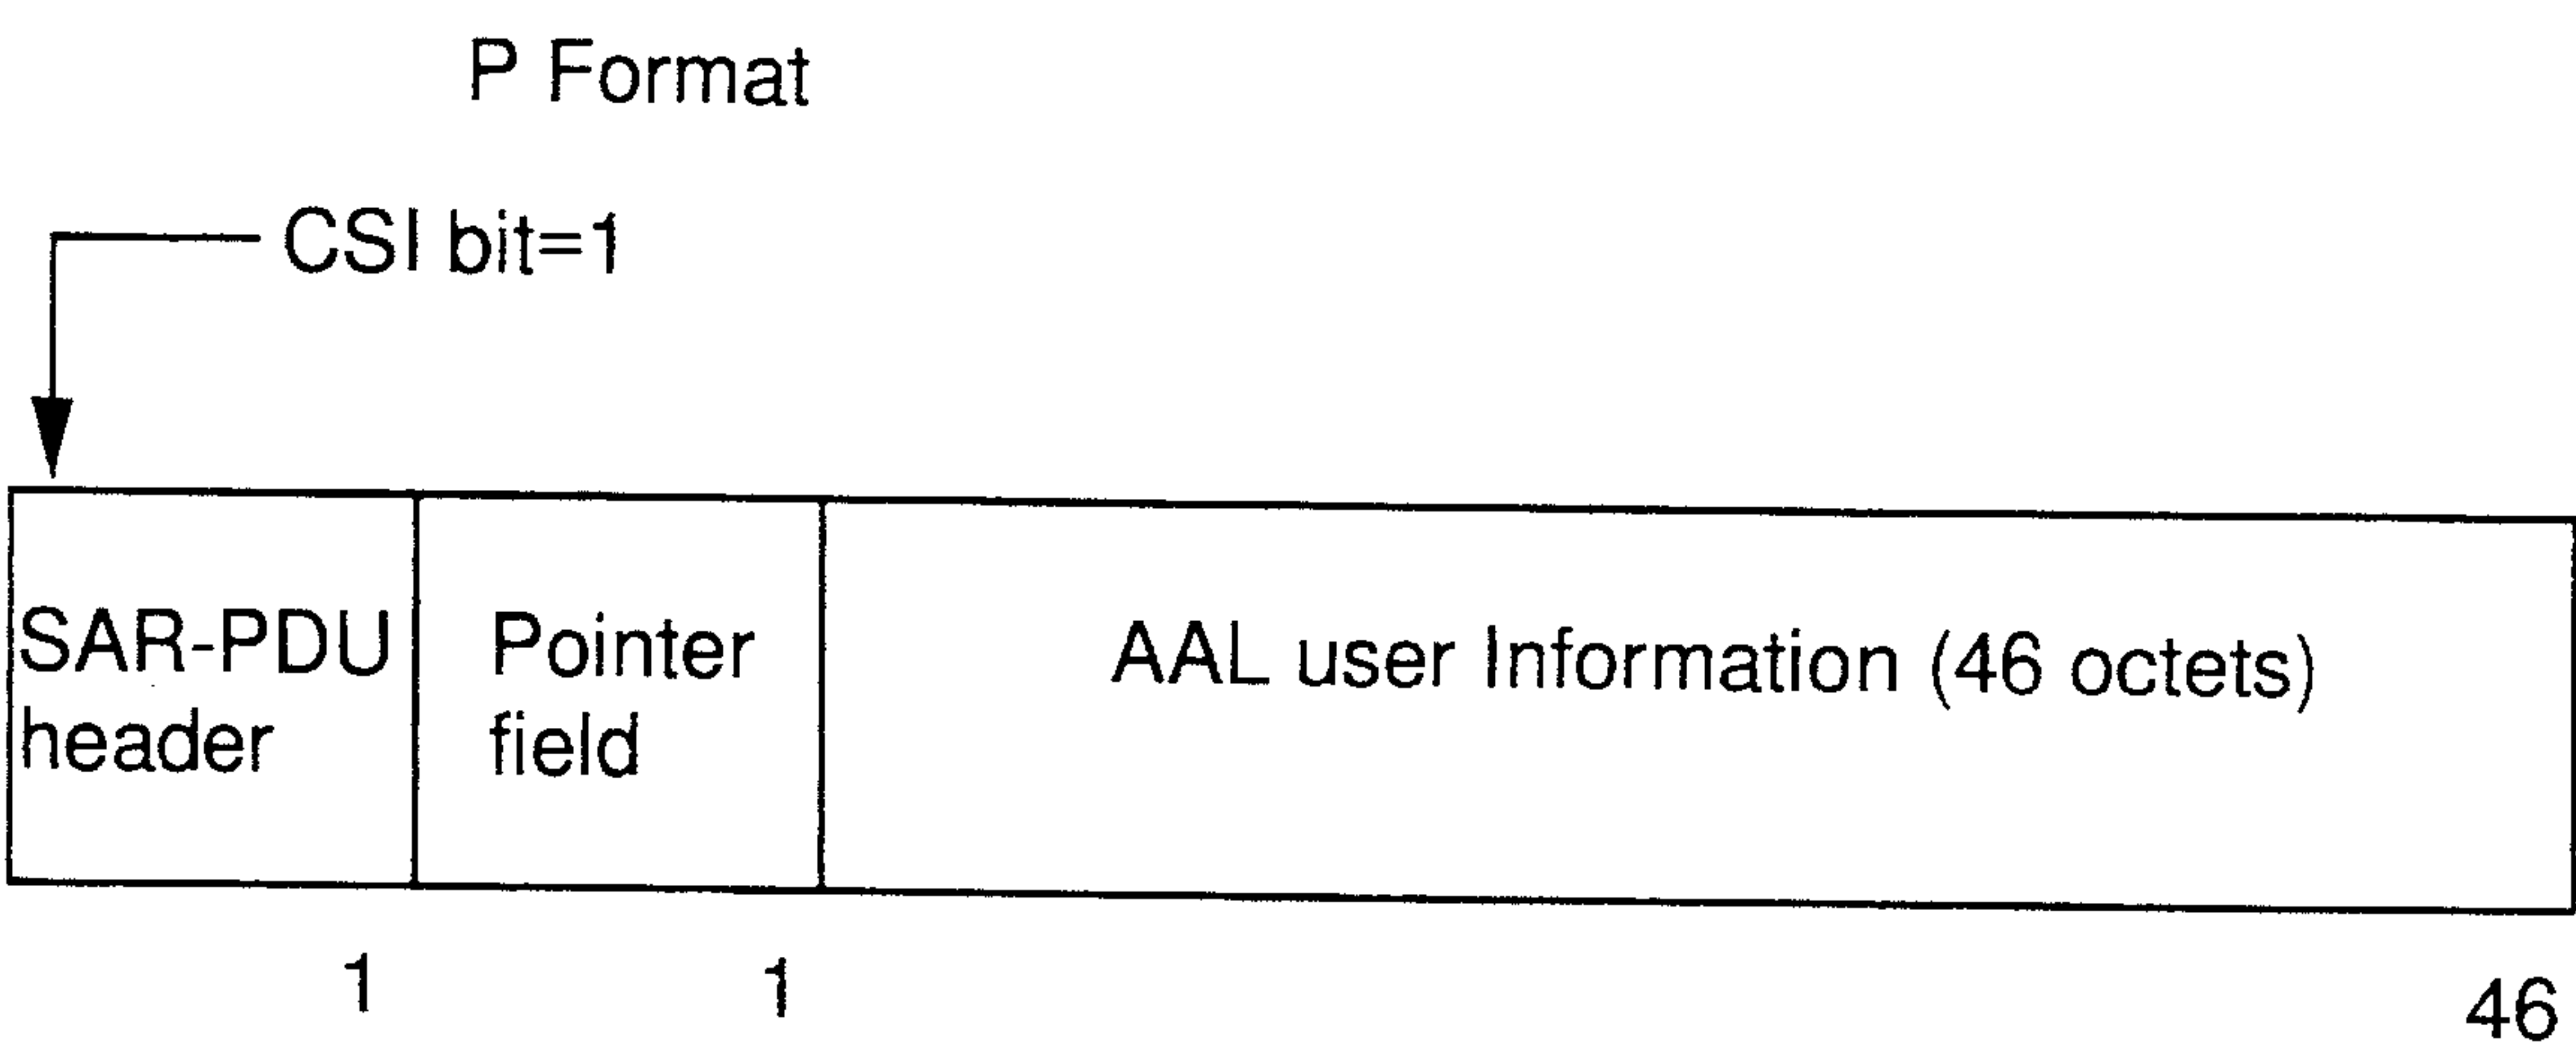 P Format
CSI bit=1
SAR-PDU
header
Pointer
field
AAL user Information (46 octets)
1
1
46